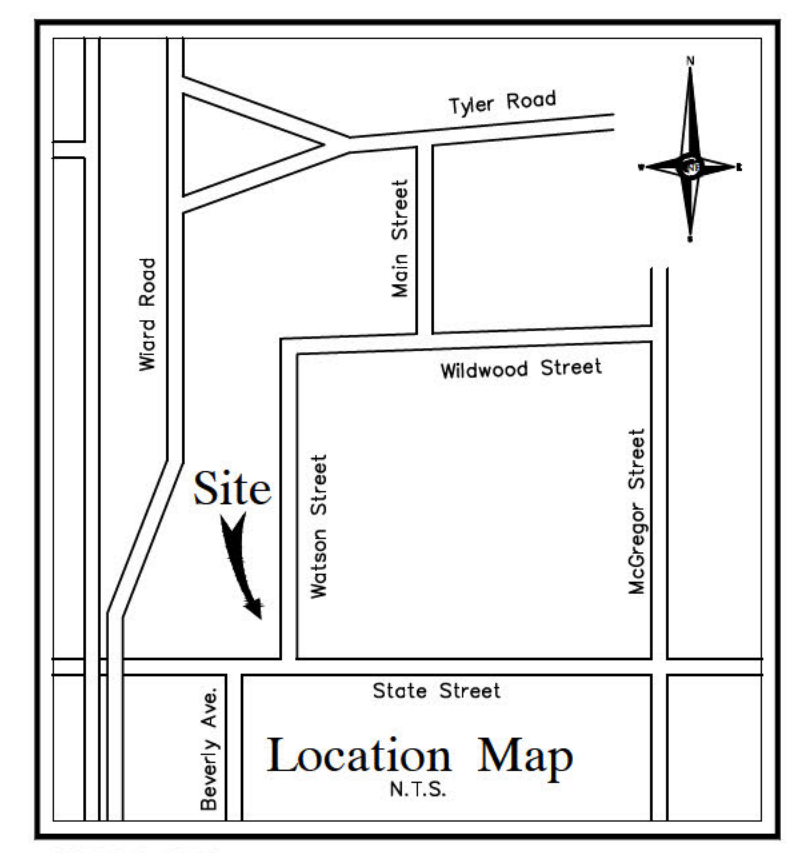 Tyler Road
N
W
E
S
Main Street
Wiard Road
Wildwood Street
Site
Watson Street
McGregor Street
State Street
Beverly Ave.
Location Map
N.T.S.